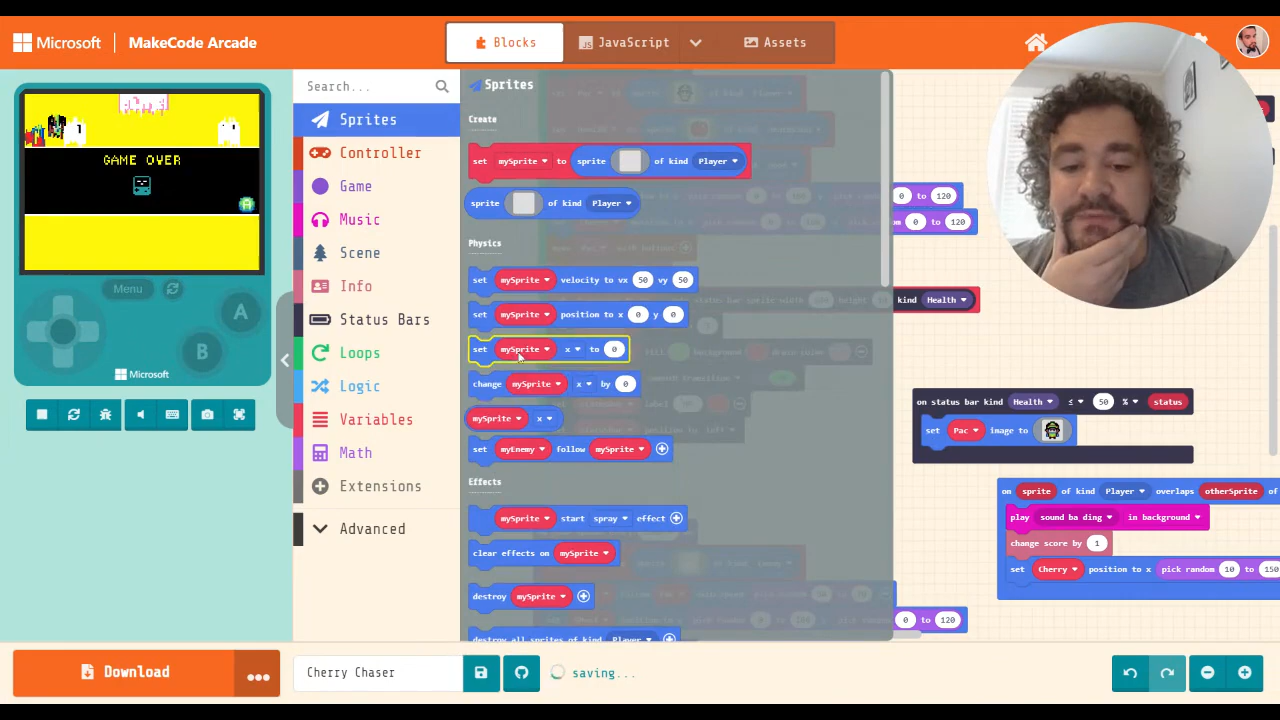 Microsoft
MakeCode Arcade
Blocks
JavaScript
Assets
GAME OVER
Menu
A
B
Microsoft
Search...
Sprites
Controller
Game
Music
Scene
Info
Status Bars
Loops
Logic
Variables
Math
Extensions
Advanced
Sprites
Create
set mySprite to sprite of kind Player
sprite of kind Player
Physics
set mySprite velocity to vx 50 vy 50
set mySprite position to x 0 y 0
set mySprite x to 0
change mySprite x by 0
mySprite x
set myEnemy follow mySprite
Effects
mySprite start spray effect
clear effects on mySprite
destroy mySprite
destroy all sprites of kind Player
0 to 120
0 to 120
kind Health
on status bar kind Health ≤ 50 % status
set Pac image to
on sprite of kind Player overlaps otherSprite of
play sound ba ding in background
change score by 1
set Cherry position to x pick random 10 to 150
0 to 120
Download
Cherry Chaser
saving...